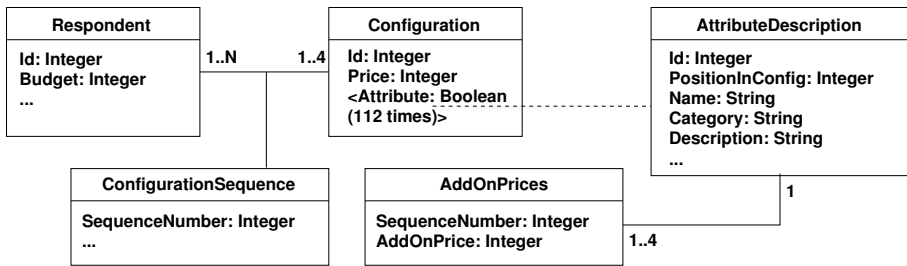 Respondent
Id: Integer
Budget: Integer
...
1..N
1..4
Configuration
Id: Integer
Price: Integer
<Attribute: Boolean
(112 times)>
AttributeDescription
Id: Integer
PositionInConfig: Integer
Name: String
Category: String
Description: String
...
ConfigurationSequence
SequenceNumber: Integer
...
AddOnPrices
SequenceNumber: Integer
AddOnPrice: Integer
1..4
1